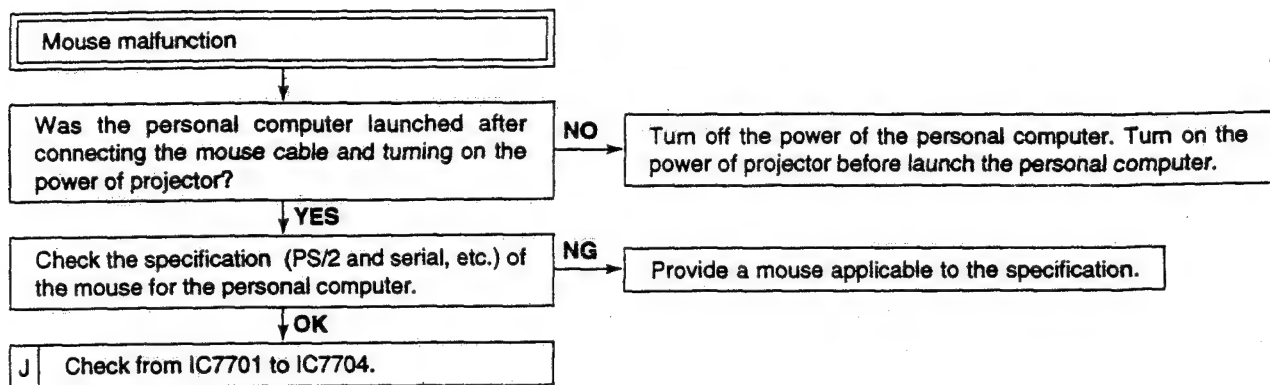 Mouse malfunction
Was the personal computer launched after
connecting the mouse cable and turning on the
power of projector?
NO
Turn off the power of the personal computer. Turn on the
power of projector before launch the personal computer.
YES
Check the specification (PS/2 and serial, etc.) of
the mouse for the personal computer.
NG
Provide a mouse applicable to the specification.
OK
J Check from IC7701 to IC7704.